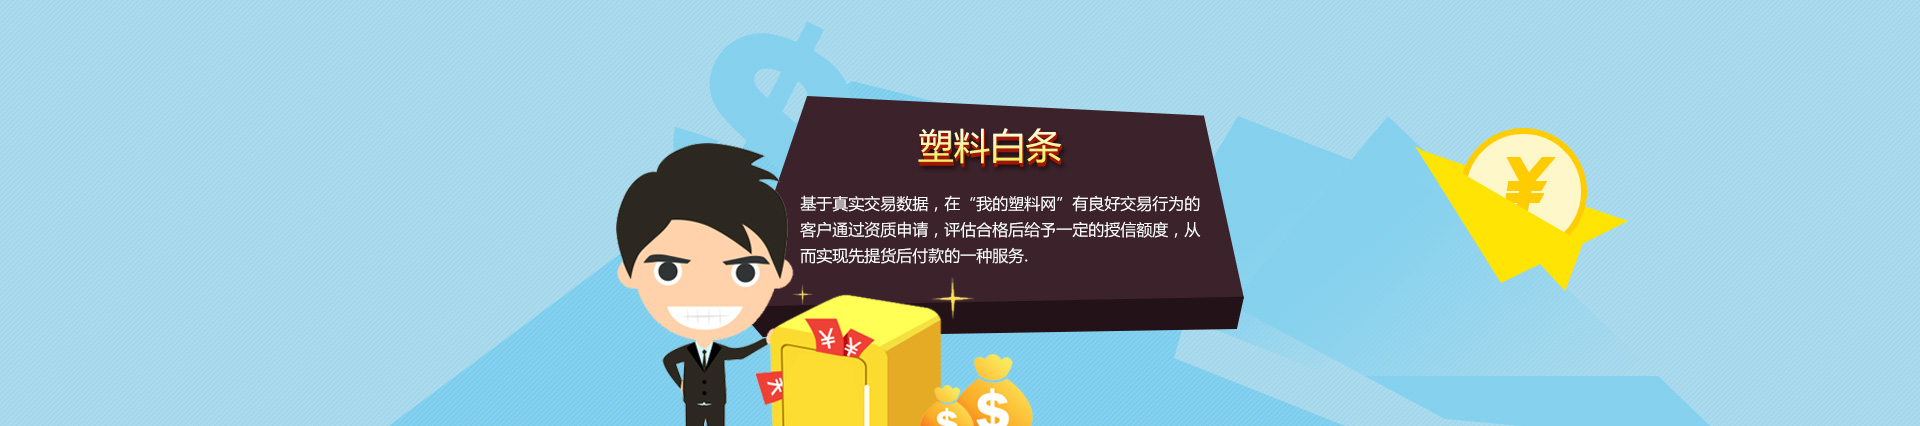 塑料白条
基于真实交易数据，在“我的塑料网”有良好交易行为的
客户通过资质申请，评估合格后给予一定的授信额度，从
而实现先提货后付款的一种服务.